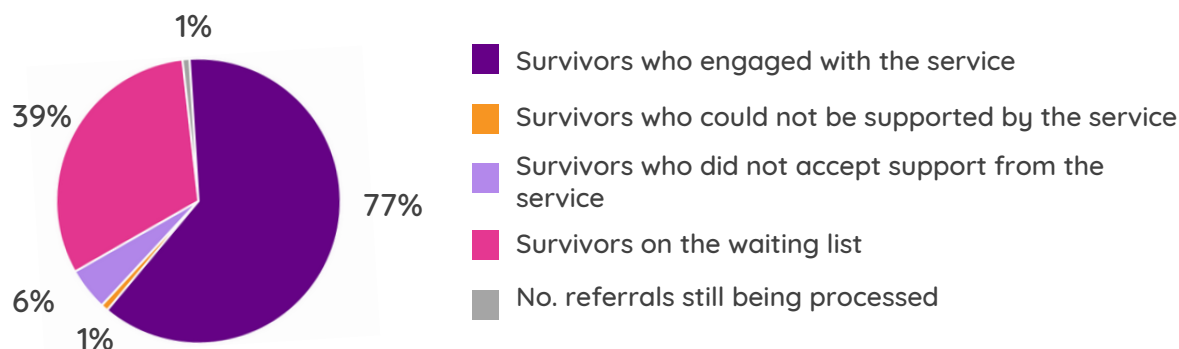 1%
39%
77%
6%
1%
Survivors who engaged with the service
Survivors who could not be supported by the service
Survivors who did not accept support from the
service
Survivors on the waiting list
No. referrals still being processed